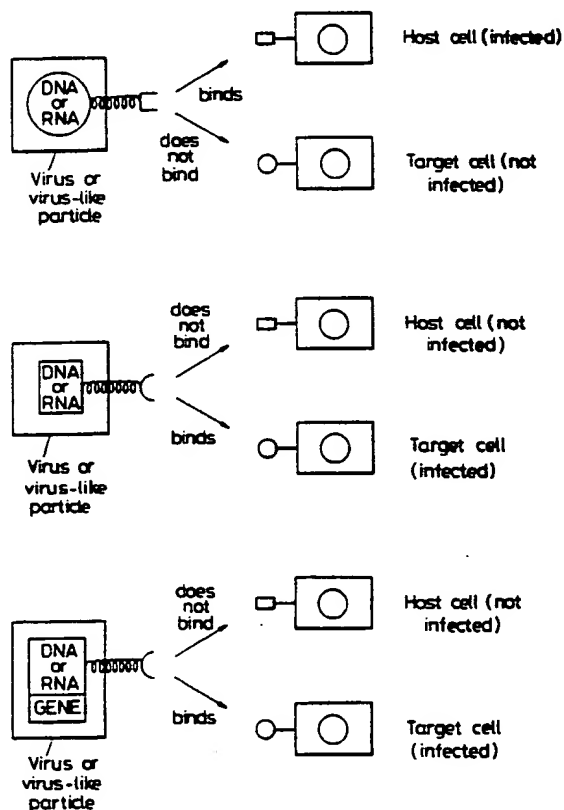 DNA
or
RNA
Virus or
virus-like
particle
binds
does
not
bind
Host cell (infected)
Target cell (not
infected)
DNA
or
RNA
Virus or
virus-like
particle
does
not
bind
binds
Host cell (not
infected)
Target cell
(infected)
DNA
or
RNA
GENE
Virus or
virus-like
particle
does
not
bind
binds
Host cell (not
infected)
Target cell
(infected)